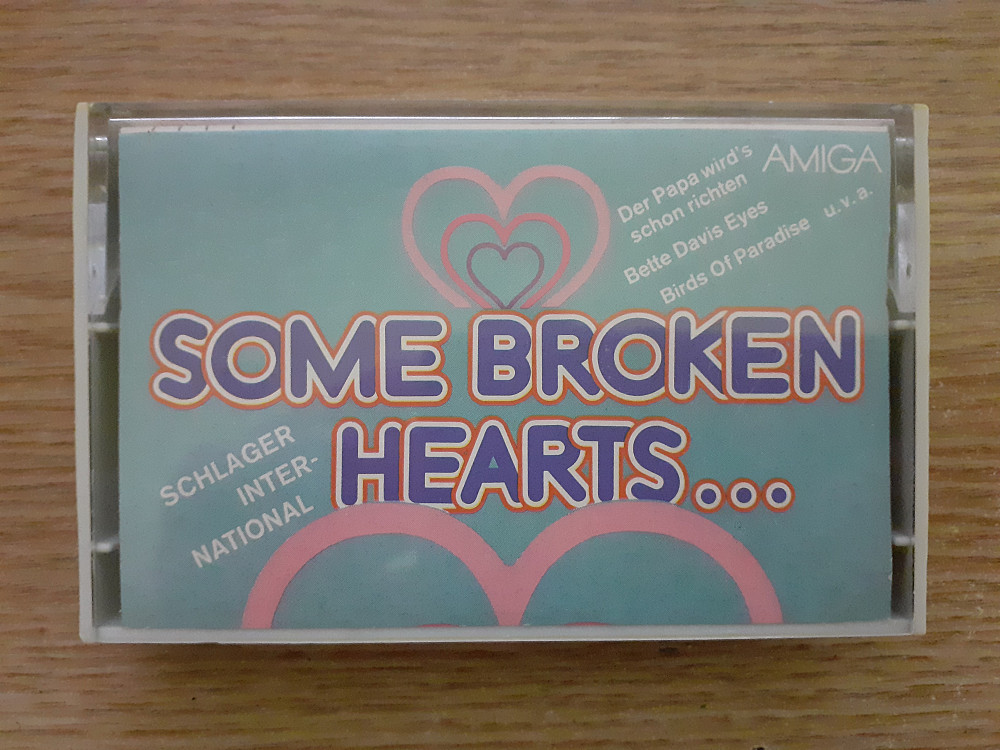 AMIGA
Der Papa wird's
schon richten
Bette Davis Eyes
Birds Of Paradise u.v.a.
SOME BROKEN
HEARTS...
SCHLAGER
INTER-
NATIONAL